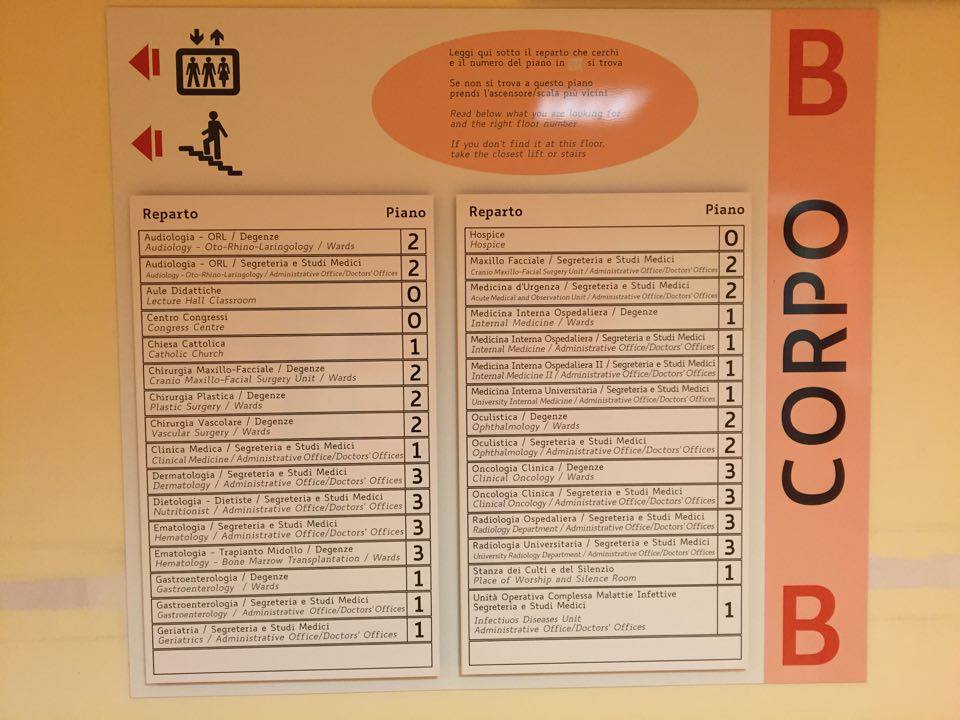 Leggi qui sotto il reparto che cerchi
e il numero del piano in si trova
Se non si trova a questo piano
prendi l'ascensore/scala più vicini
Read below what you are looking for
and the right floor number
If you don't find it at this floor,
take the closest lift or stairs
B
CORPO
B
Reparto Piano
Audiologia - ORL / Degenze
Audiology - Oto-Rhino-Laringology / Wards
2
Audiologia - ORL / Segreteria e Studi Medici
Audiology - Oto-Rhino-Laringology / Administrative Office/Doctors' Offices
2
Aule Didattiche
Lecture Hall Classroom
0
Centro Congressi
Congress Centre
0
Chiesa Cattolica
Catholic Church
1
Chirurgia Maxillo-Facciale / Degenze
Cranio Maxillo-Facial Surgery Unit / Wards
2
Chirurgia Plastica / Degenze
Plastic Surgery / Wards
2
Chirurgia Vascolare / Degenze
Vascular Surgery / Wards
2
Clinica Medica / Segreteria e Studi Medici
Clinical Medicine / Administrative Office/Doctors' Offices
1
Dermatologia / Segreteria e Studi Medici
Dermatology / Administrative Office/Doctors' Offices
3
Dietologia - Dietiste / Segreteria e Studi Medici
Nutritionist / Administrative Office/Doctors' Offices
3
Ematologia / Segreteria e Studi Medici
Hematology / Administrative Office/Doctors' Offices
3
Ematologia - Trapianto Midollo / Degenze
Hematology - Bone Marrow Transplantation / Wards
3
Gastroenterologia / Degenze
Gastroenterology / Wards
1
Gastroenterologia / Segreteria e Studi Medici
Gastroenterology / Administrative Office/Doctors' Offices
1
Geriatria / Segreteria e Studi Medici
Geriatrics / Administrative Office/Doctors' Offices
1
Reparto Piano
Hospice
Hospice
0
Maxillo Facciale / Segreteria e Studi Medici
Cranio Maxillo-Facial Surgery Unit / Administrative Office/Doctors' Offices
2
Medicina d'Urgenza / Segreteria e Studi Medici
Acute Medical and Observation Unit / Administrative Office/Doctors' Offices
2
Medicina Interna Ospedaliera / Degenze
Internal Medicine / Wards
1
Medicina Interna Ospedaliera / Segreteria e Studi Medici
Internal Medicine / Administrative Office/Doctors' Offices
1
Medicina Interna Ospedaliera II / Segreteria e Studi Medici
Internal Medicine II / Administrative Office/Doctors' Offices
1
Medicina Interna Universitaria / Segreteria e Studi Medici
University Internal Medicine / Administrative Office/Doctors' Offices
1
Oculistica / Degenze
Ophthalmology / Wards
2
Oculistica / Segreteria e Studi Medici
Ophthalmology / Administrative Office/Doctors' Offices
2
Oncologia Clinica / Degenze
Clinical Oncology / Wards
3
Oncologia Clinica / Segreteria e Studi Medici
Clinical Oncology / Administrative Office/Doctors' Offices
3
Radiologia Ospedaliera / Segreteria e Studi Medici
Radiology Department / Administrative Office/Doctors' Offices
3
Radiologia Universitaria / Segreteria e Studi Medici
University Radiology Department / Administrative Office/Doctors' Offices
3
Stanza dei Culti e del Silenzio
Place of Worship and Silence Room
1
Unità Operativa Complessa Malattie Infettive
Segreteria e Studi Medici
Infectiuos Diseases Unit
Administrative Office/Doctors' Offices
1